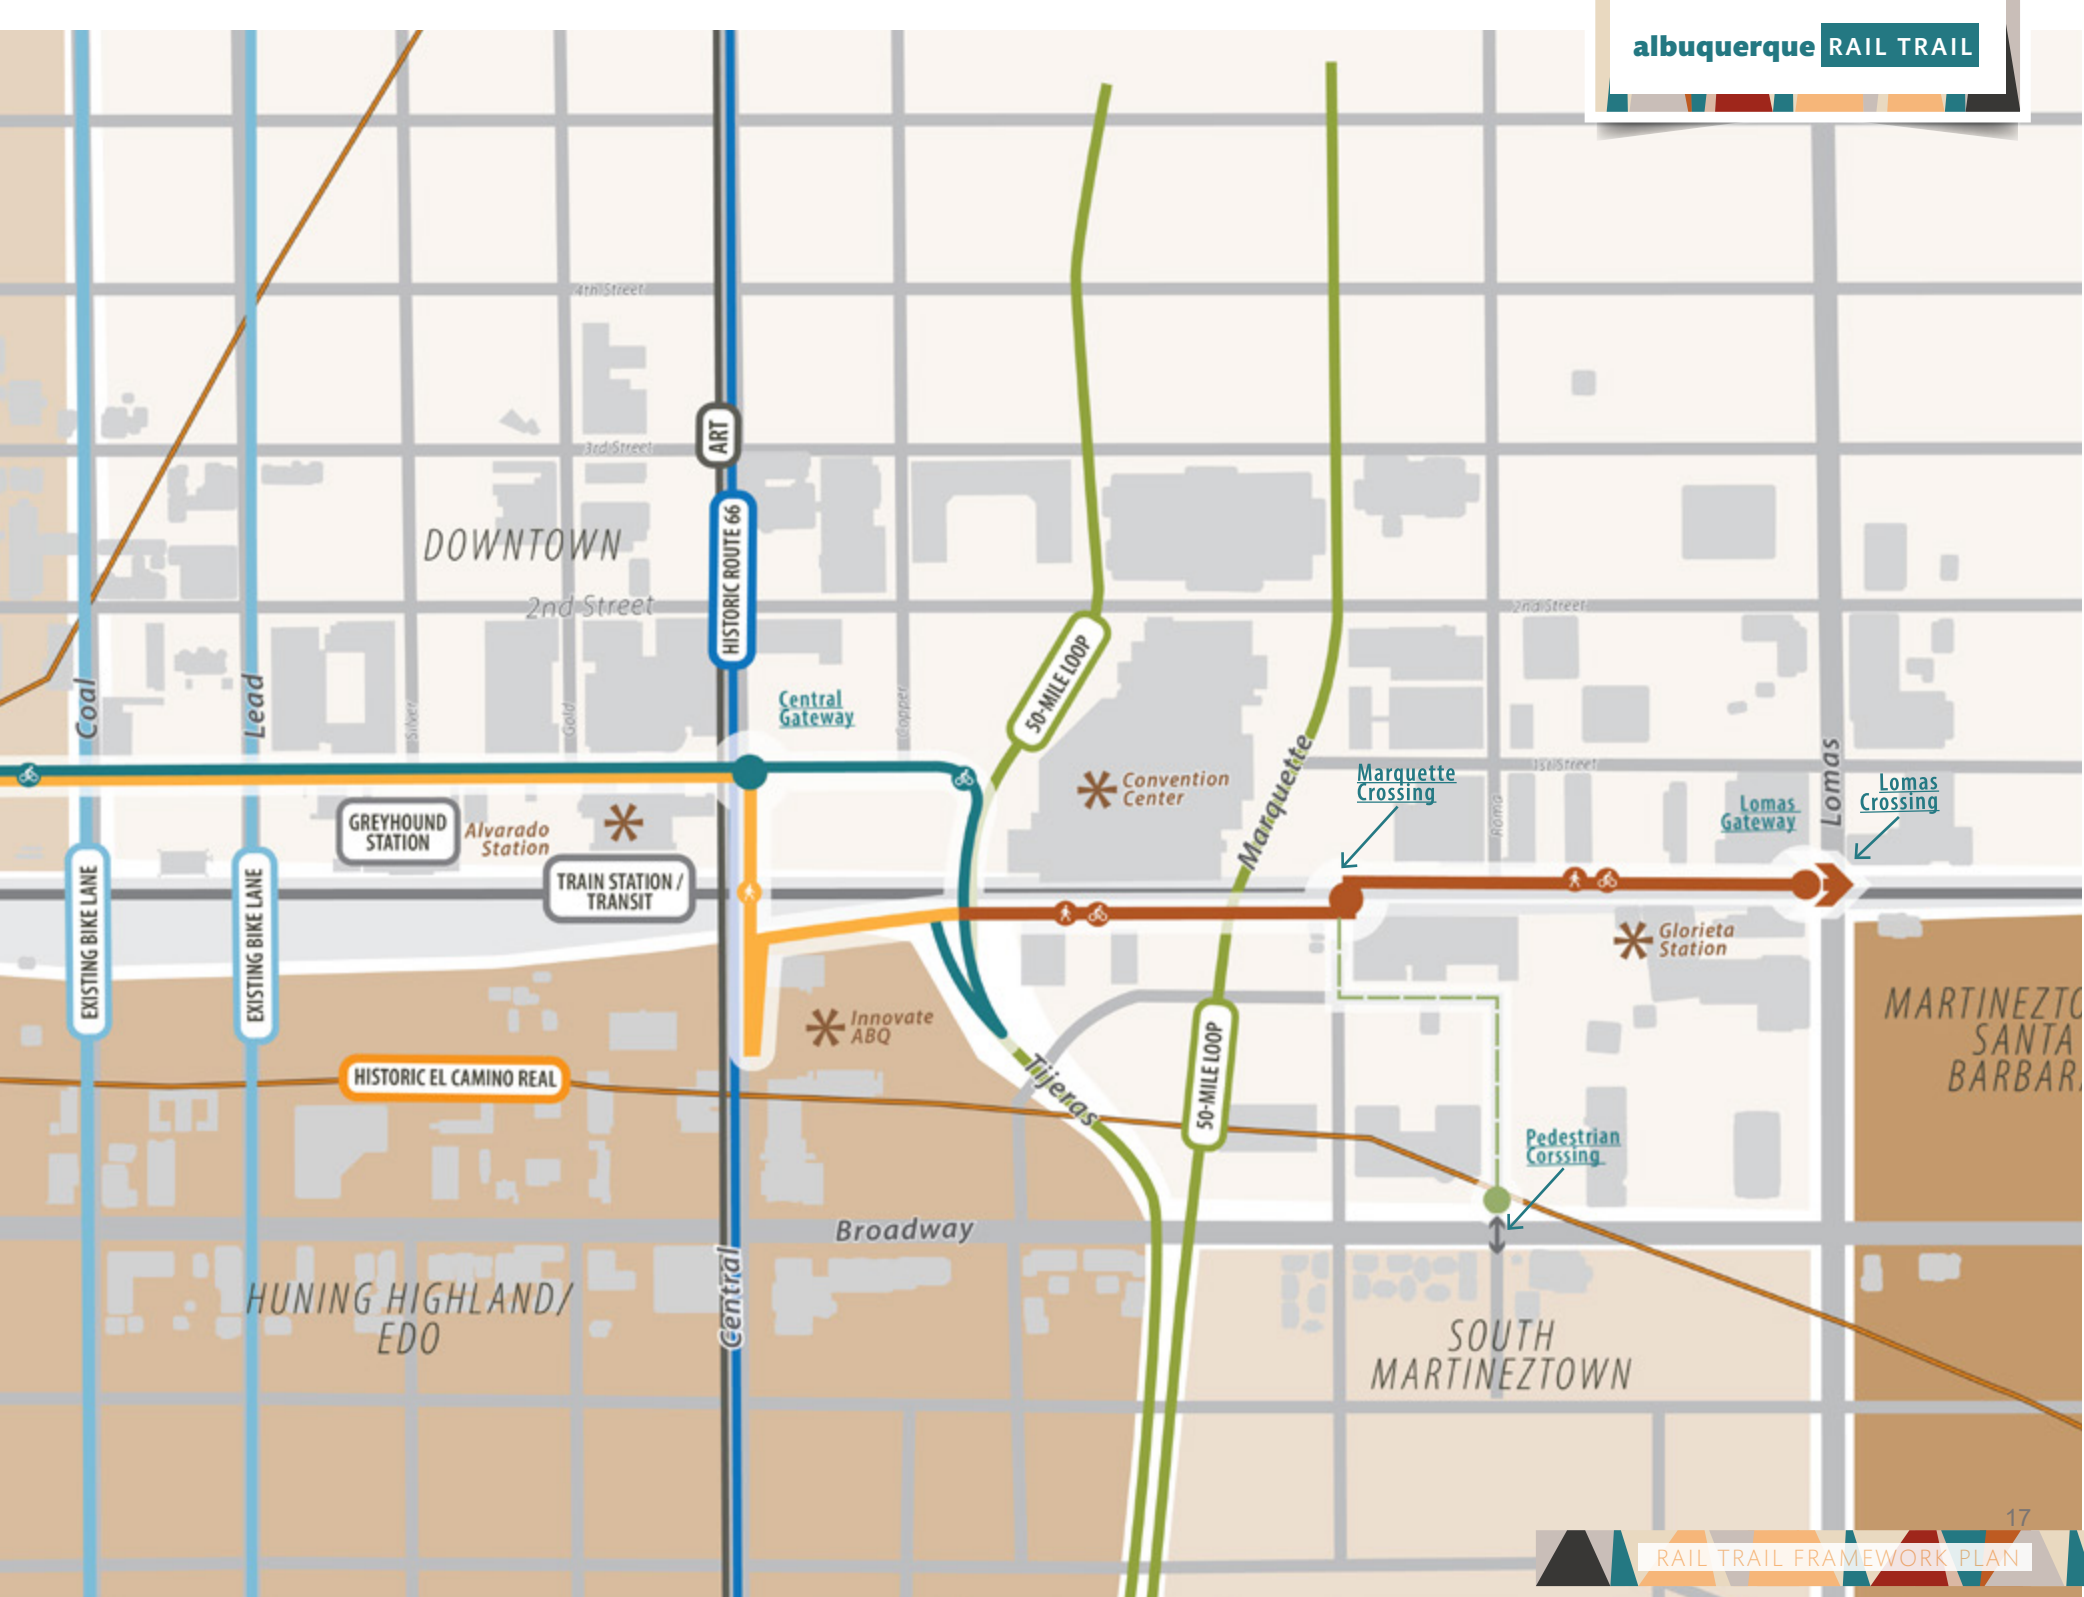 albuquerque RAIL TRAIL
4th Street
3rd Street
ART
DOWNTOWN
HISTORIC ROUTE 66
2nd Street
2nd Street
50-MILE LOOP
Coal
Lead
Silver
Gold
Central
Gateway
Copper
Convention
Center
Marquette
Marquette
Crossing
1st Street
Roma
Lomas
Gateway
Lomas
Lomas
Crossing
GREYHOUND
STATION
Alvarado
Station
TRAIN STATION /
TRANSIT
EXISTING BIKE LANE
EXISTING BIKE LANE
Glorieta
Station
Innovate
ABQ
MARTINEZTO
SANTA
BARBAR
HISTORIC EL CAMINO REAL
Tijeras
50-MILE LOOP
Pedestrian
Corssing
Broadway
Central
HUNING HIGHLAND/
EDO
SOUTH
MARTINEZTOWN
17
RAIL TRAIL FRAMEWORK PLAN